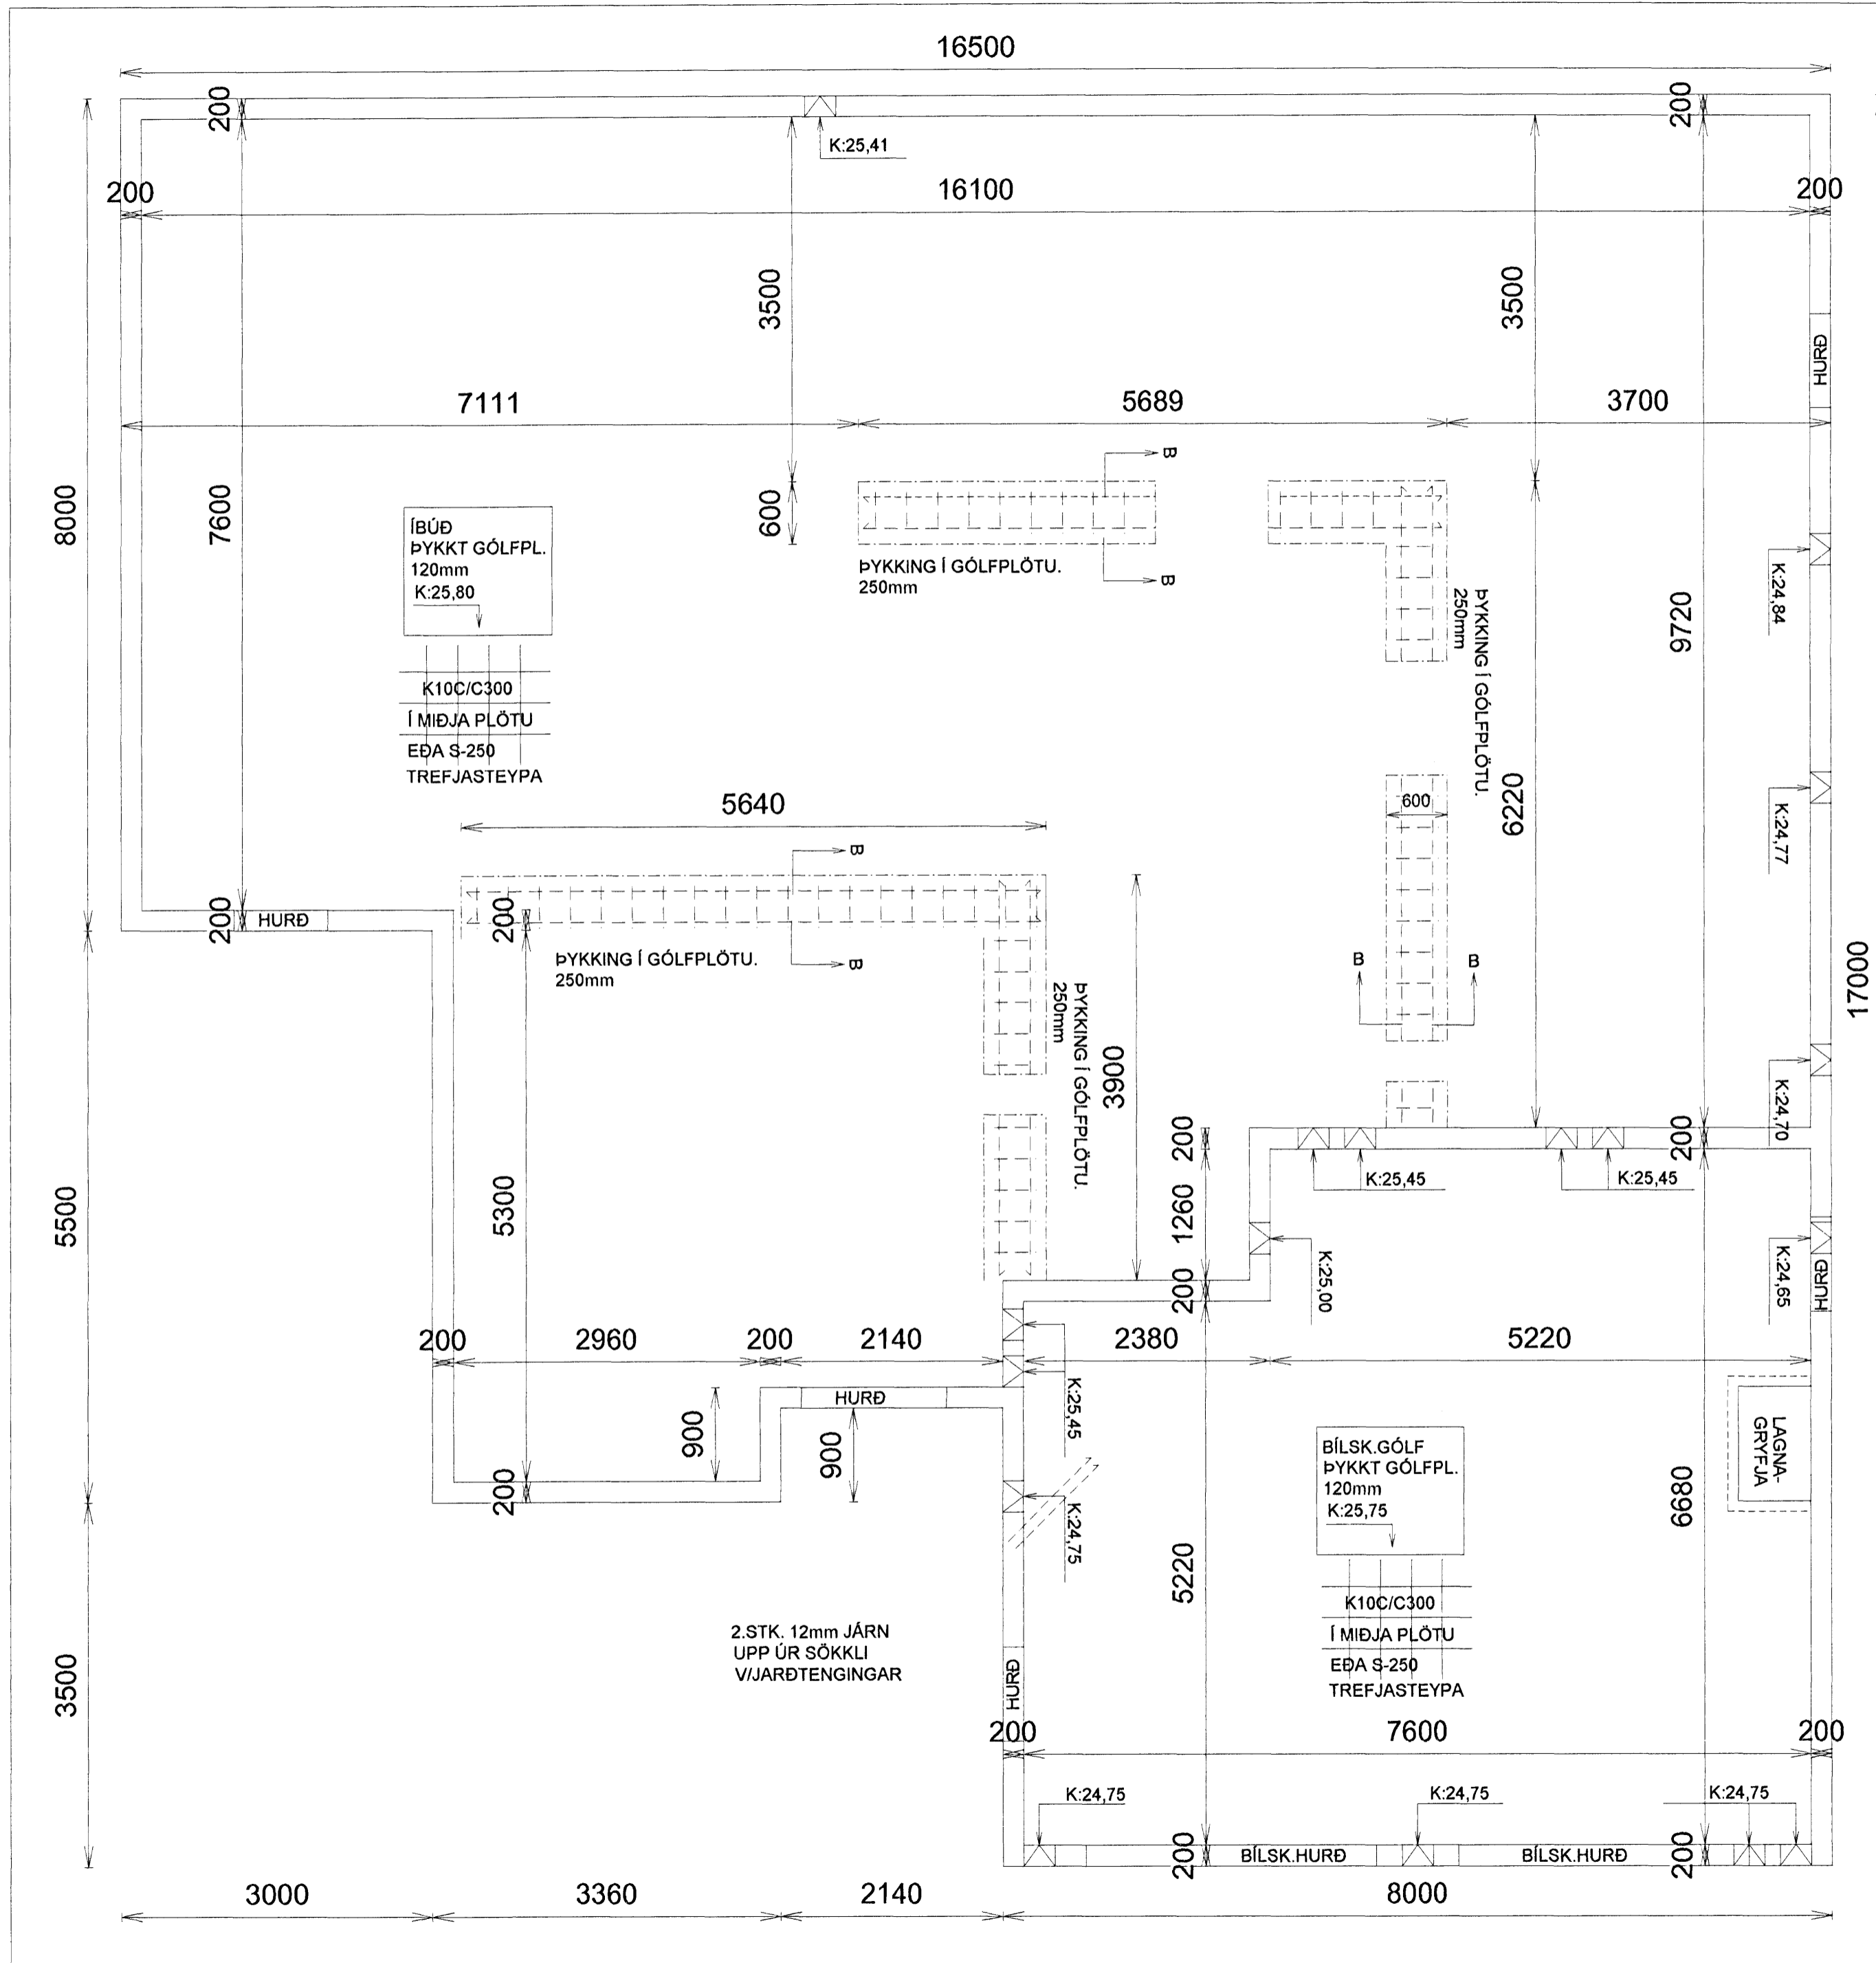 16500
200
200
K:25,41
200
16100
200
3500
3500
HURÐ
7111
5689
3700
8000
7600
600
B
B
ÍBÚÐ
ÞYKKT GÓLFPL.
120mm
K:25,80
ÞYKKING Í GÓLFPLÖTU.
250mm
ÞYKKING Í GÓLFPLÖTU.
250mm
9720
K:24,84
K10C/C300
Í MIÐJA PLÖTU
EÐA S-250
TREFJASTEYPA
5640
600
6220
K:24,77
B
B
200
HURÐ
200
ÞYKKING Í GÓLFPLÖTU.
250mm
B
B
17000
ÞYKKING Í GÓLFPLÖTU.
250mm
3900
K:24,70
200
200
K:25,45
K:25,45
5500
5300
1260
K:25,00
K:24,65
HURÐ
200
200
2960
200
2140
2380
5220
HURÐ
900
900
K:25,45
LAGNA-
GRYFJA
BÍLSK.GÓLF
ÞYKKT GÓLFPL.
120mm
K:25,75
200
K:24,75
6680
5220
K10C/C300
Í MIÐJA PLÖTU
EÐA S-250
TREFJASTEYPA
2.STK. 12mm JÁRN
UPP ÚR SÖKKLI
V/JARÐTENGINGAR
3500
HURÐ
200
7600
200
K:24,75
K:24,75
K:24,75
200
BÍLSK.HURÐ
BÍLSK.HURÐ
200
3000
3360
2140
8000